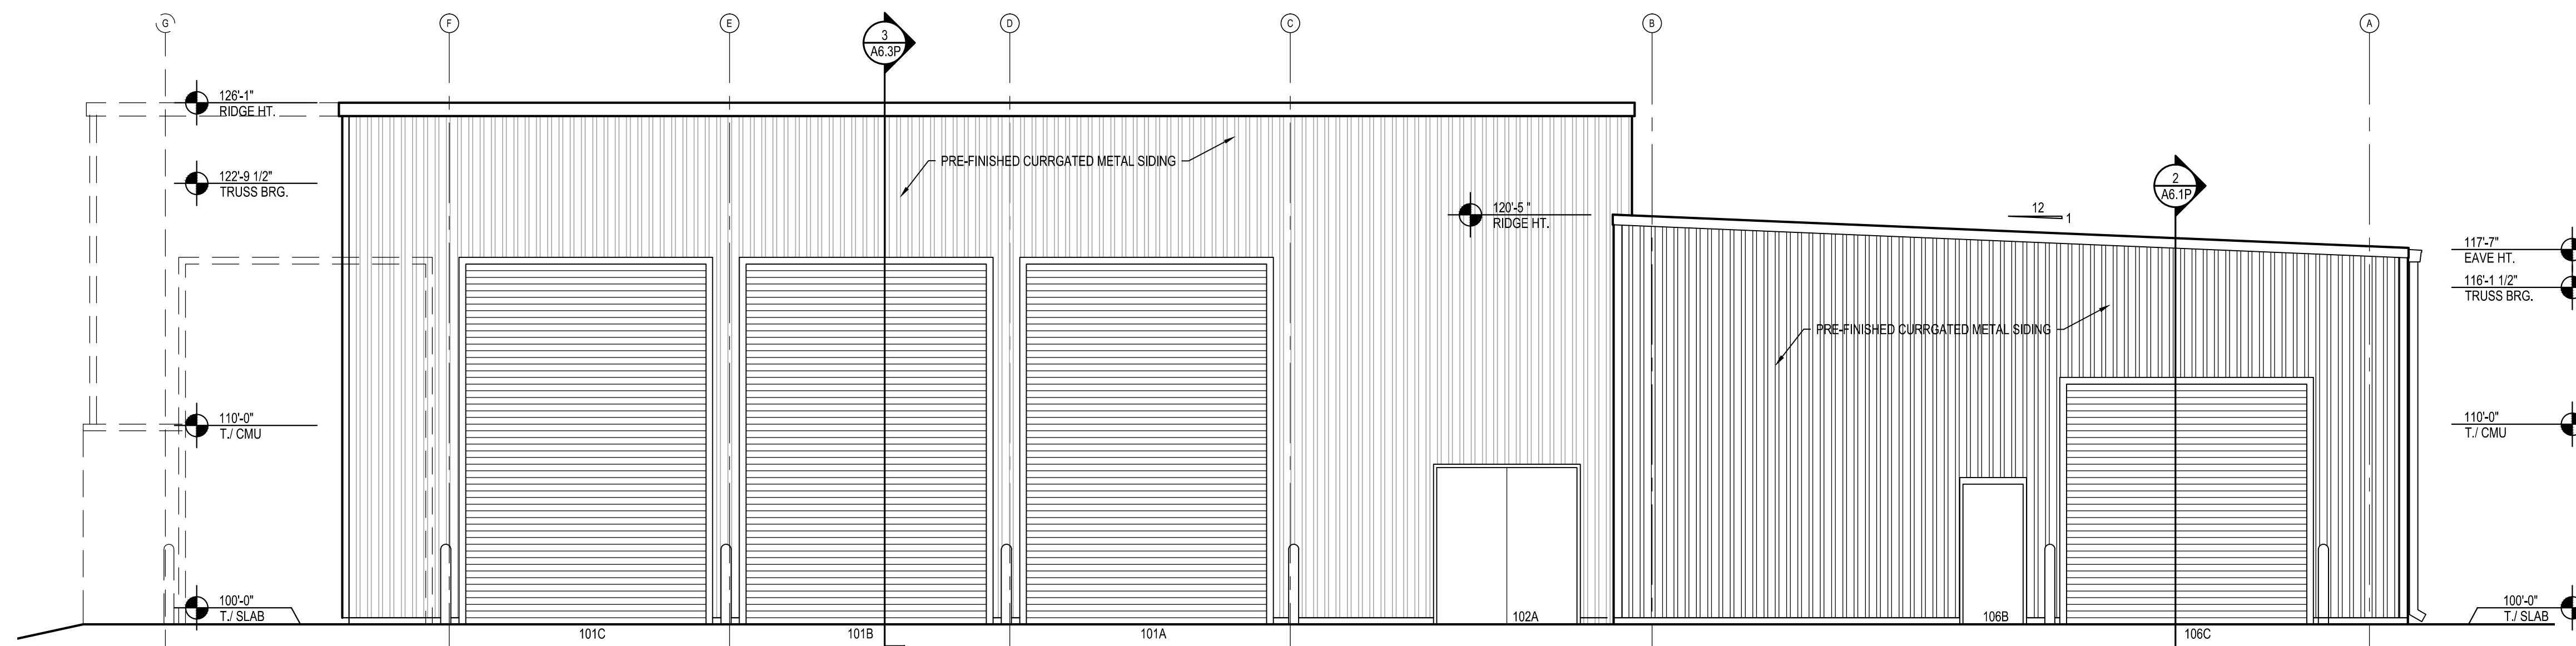 G
F
E
D
C
B
A
3
A6.3P
126'-1"
RIDGE HT.
PRE-FINISHED CURRGATED METAL SIDING
122'-9 1/2"
TRUSS BRG.
2
A6.1P
120'-5 "
RIDGE HT.
12
1
117'-7"
EAVE HT.
116'-1 1/2"
TRUSS BRG.
PRE-FINISHED CURRGATED METAL SIDING
110'-0"
T./ CMU
110'-0"
T./ CMU
100'-0"
T./ SLAB
102A
106B
100'-0"
T./ SLAB
101C
101B
101A
106C